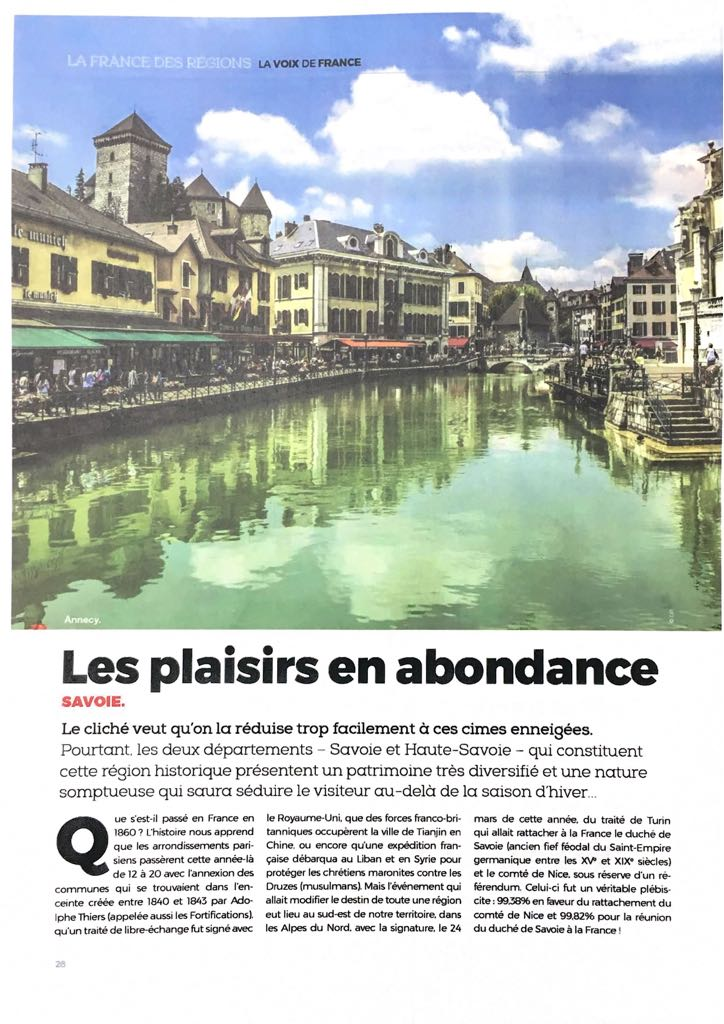 LA FRANCE DES RÉGIONS LA VOIX DE FRANCE
le munich
le munich
Annecy.
Les plaisirs en abondance
SAVOIE.
Le cliché veut qu'on la réduise trop facilement à ces cimes enneigées.
Pourtant, les deux départements – Savoie et Haute-Savoie – qui constituent
cette région historique présentent un patrimoine très diversifié et une nature
somptueuse qui saura séduire le visiteur au-delà de la saison d'hiver...
Que s'est-il passé en France en
1860 ? L'histoire nous apprend
que les arrondissements pari-
siens passèrent cette année-là
de 12 à 20 avec l'annexion des
communes qui se trouvaient dans l'en-
ceinte créée entre 1840 et 1843 par Ado-
lphe Thiers (appelée aussi les Fortifications),
qu'un traité de libre-échange fut signé avec
le Royaume-Uni, que des forces franco-bri-
tanniques occupèrent la ville de Tianjin en
Chine, ou encore qu'une expédition fran-
çaise débarqua au Liban et en Syrie pour
protéger les chrétiens maronites contre les
Druzes (musulmans). Mais l'événement qui
allait modifier le destin de toute une région
eut lieu au sud-est de notre territoire, dans
les Alpes du Nord, avec la signature, le 24
mars de cette année, du traité de Turin
qui allait rattacher à la France le duché de
Savoie (ancien fief féodal du Saint-Empire
germanique entre les XVe et XIXe siècles)
et le comté de Nice, sous réserve d'un ré-
férendum. Celui-ci fut un véritable plébis-
cite : 99,38% en faveur du rattachement du
comté de Nice et 99,82% pour la réunion
du duché de Savoie à la France !
28